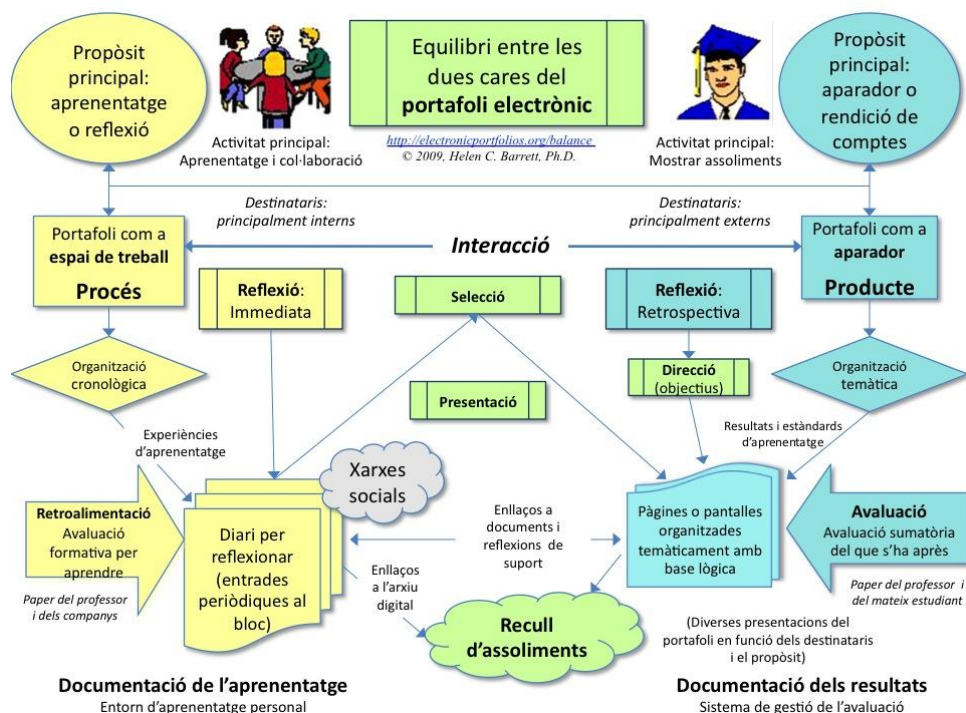 Propòsit
principal:
aprenentatge
o reflexió
Activitat principal:
Aprenentatge i col·laboració
Equilibri entre les
dues cares del
portafoli electrònic
http://electronicportfolios.org/balance
© 2009, Helen C. Barrett, Ph.D.
Activitat principal:
Mostrar assoliments
Propòsit
principal:
aparador o
rendició de
comptes
Destinataris:
principalment interns
Destinataris:
principalment externs
Portafoli com a
espai de treball
Procés
Interacció
Portafoli com a
aparador
Producte
Reflexió:
Immediata
Selecció
Reflexió:
Retrospectiva
Organització
cronològica
Presentació
Direcció
(objectius)
Organització
temàtica
Experiències
d'aprenentatge
Resultats i estàndards
d'aprenentatge
Xarxes
socials
Retroalimentació
Avaluació
formativa per
aprendre
Paper del professor
i dels companys
Diari per
reflexionar
(entrades
periòdiques al
bloc)
Enllaços a
documents i
reflexions de
suport
Enllaços
a l'arxiu
digital
Pàgines o pantalles
organitzades
temàticament amb
base lògica
Avaluació
Avaluació sumatòria
del que s'ha après
Paper del professor i
del mateix estudiant
Recull
d'assoliments
(Diverses presentacions del
portafoli en funció dels destinataris
i el propòsit)
Documentació de l'aprenentatge
Entorn d'aprenentatge personal
Documentació dels resultats
Sistema de gestió de l'avaluació